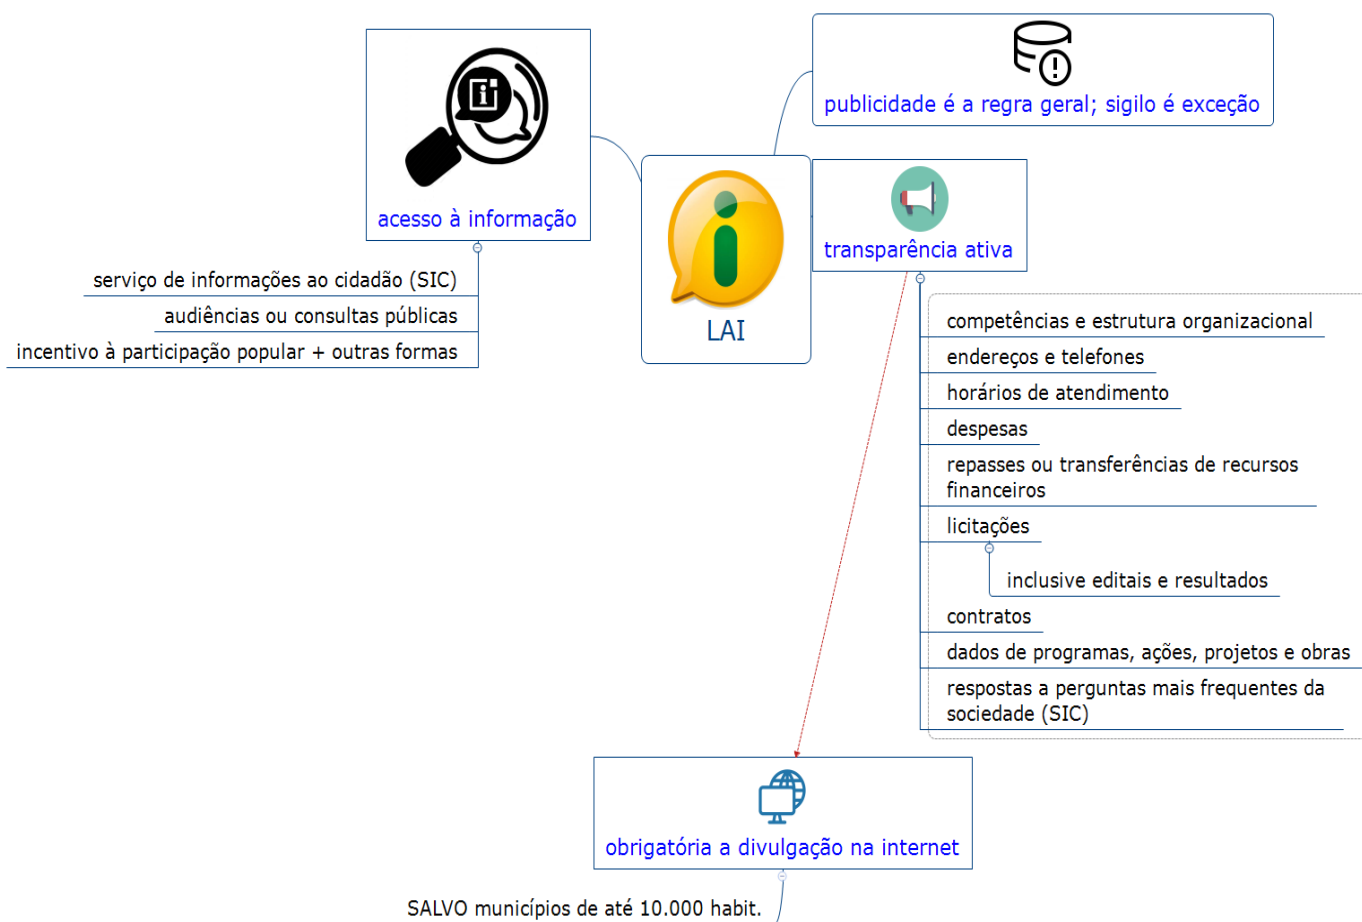 publicidade é a regra geral; sigilo é exceção
acesso à informação
serviço de informações ao cidadão (SIC)
audiências ou consultas públicas
incentivo à participação popular + outras formas
LAI
transparência ativa
competências e estrutura organizacional
endereços e telefones
horários de atendimento
despesas
repasses ou transferências de recursos
financeiros
licitações
inclusive editais e resultados
contratos
dados de programas, ações, projetos e obras
respostas a perguntas mais frequentes da
sociedade (SIC)
obrigatória a divulgação na internet
SALVO municípios de até 10.000 habit.